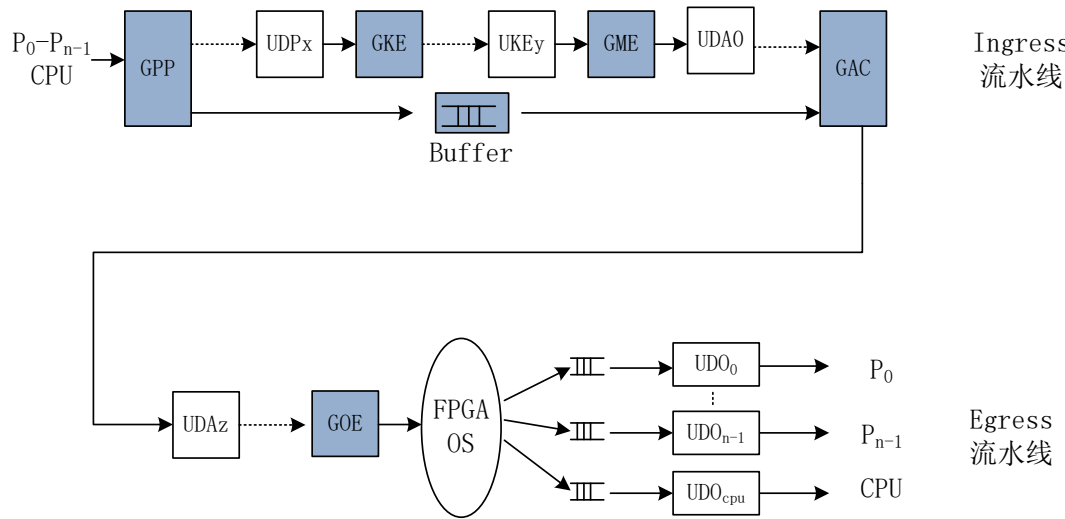 P0-Pn-1
CPU
GPP
UDPx
GKE
UKEy
GME
UDA0
GAC
Buffer
Ingress
流水线
UDAz
GOE
FPGA
OS
UDO0
P0
UDOn-1
Pn-1
UDOcpu
CPU
Egress
流水线